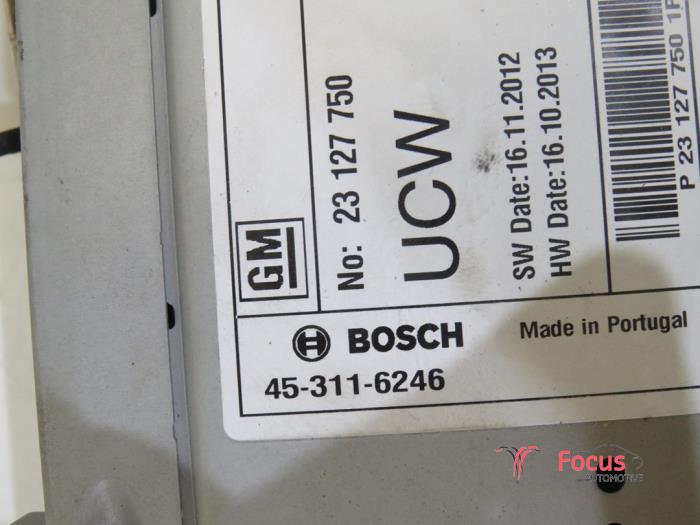 GM
No: 23 127 750
UCW
SW Date:16.11.2012
HW Date:16.10.2013
P 23 127 750 1P
BOSCH
Made in Portugal
45-311-6246
Focus
AUTOMOTIVE